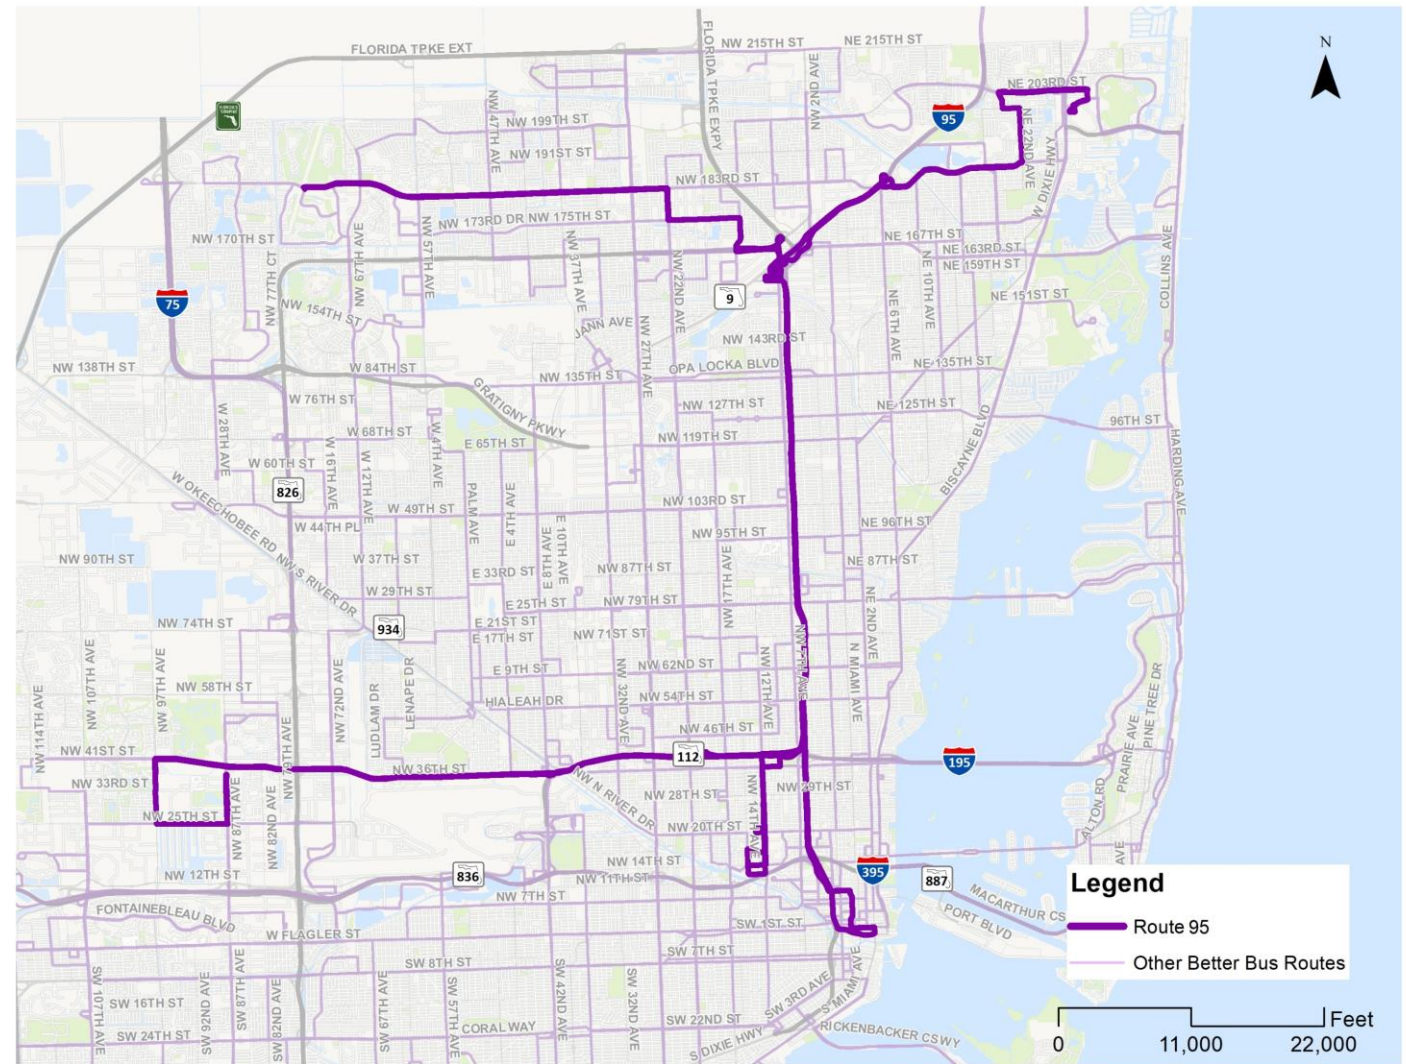 FLORIDA TPKE EXT
NW 215TH ST
NE 215TH ST
FLORIDA TPKE EXPY
NW 2ND AVE
N
NE 203RD ST
95
NW 47TH AVE
NW 199TH ST
NW 191ST ST
NE 22ND AVE
W DIXIE HWY
NW 183RD ST
NW 173RD DR
NW 175TH ST
NW 170TH ST
NW 77TH CT
NW 67TH AVE
NW 57TH AVE
NW 37TH AVE
NW 22ND AVE
NE 167TH ST
NE 163RD ST
NE 159TH ST
NE 10TH AVE
NE 6TH AVE
COLLINS AVE
75
9
NE 151ST ST
NW 154TH ST
JANN AVE
NW 27TH AVE
NW 143RD ST
OPA LOCKA BLVD
NE 135TH ST
NW 138TH ST
W 84TH ST
NW 135TH ST
W 76TH ST
GRATIGNY PKWY
NW 127TH ST
NE 125TH ST
96TH ST
W 28TH AVE
W 68TH ST
W 4TH AVE
E 65TH ST
NW 119TH ST
BISCAYNE BLVD
HARDING AVE
W 60TH ST
W 16TH AVE
W 12TH AVE
W OKEECHOBEE RD
826
PALM AVE
E 4TH AVE
NW 103RD ST
W 49TH ST
W 44TH PL
E 8TH AVE
E 10TH AVE
NW 95TH ST
NE 96TH ST
NW 90TH ST
NW S RIVER DR
W 37TH ST
E 33RD ST
NW 87TH ST
NW 17TH AVE
NE 87TH ST
W 29TH ST
E 25TH ST
NW 79TH ST
NE 2ND AVE
NW 74TH ST
934
E 21ST ST
E 17TH ST
NW 71ST ST
NW 7TH AVE
N MIAMI AVE
NW 114TH AVE
NW 107TH AVE
NW 97TH AVE
NW 72ND AVE
LUDLAM DR
LENAPE DR
E 9TH ST
NW 32ND AVE
NW 62ND ST
NW 12TH AVE
NW 58TH ST
HIALEAH DR
NW 54TH ST
PINE TREE DR
PRAIRIE AVE
NW 46TH ST
NW 41ST ST
NW 79TH AVE
112
195
NW 36TH ST
NW 33RD ST
NW 87TH AVE
NW 82ND AVE
NW N RIVER DR
NW 28TH ST
NW 14TH AVE
NW 29TH ST
ALTON RD
NW 25TH ST
NW 20TH ST
NW 14TH ST
AVE
NW 12TH ST
836
NW 11TH ST
395
887
NW 7TH ST
MACARTHUR CS
PORT BLVD
FONTAINEBLEAU BLVD
W FLAGLER ST
SW 1ST ST
SW 7TH ST
SW 8TH ST
SW 107TH AVE
SW 92ND AVE
SW 87TH AVE
SW 82ND AVE
SW 67TH AVE
SW 57TH AVE
SW 42ND AVE
SW 32ND AVE
SW 3RD AVE
S MIAMI AVE
SW 16TH ST
SW 24TH ST
CORAL WAY
SW 22ND ST
S DIXIE HWY
RICKENBACKER CSWY
Legend
Route 95
Other Better Bus Routes
Feet
0 11,000 22,000